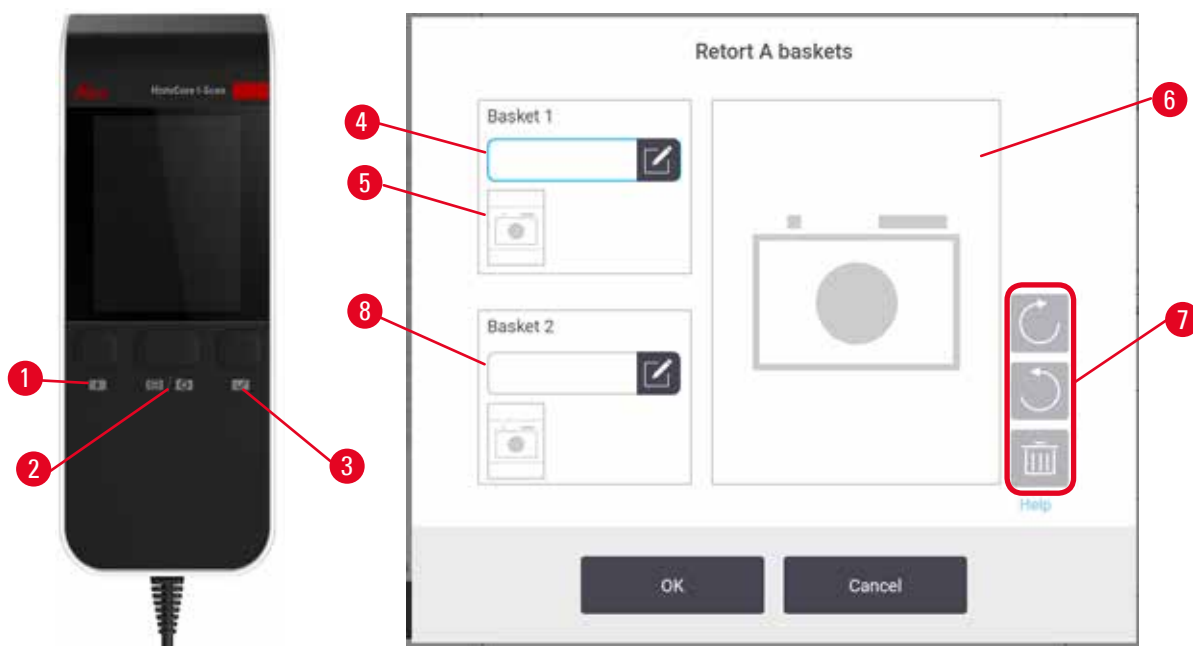 Leica
HistoCore I-Scan
1
2
3
Retort A baskets
Basket 1
4
5
6
Basket 2
8
7
Help
OK
Cancel